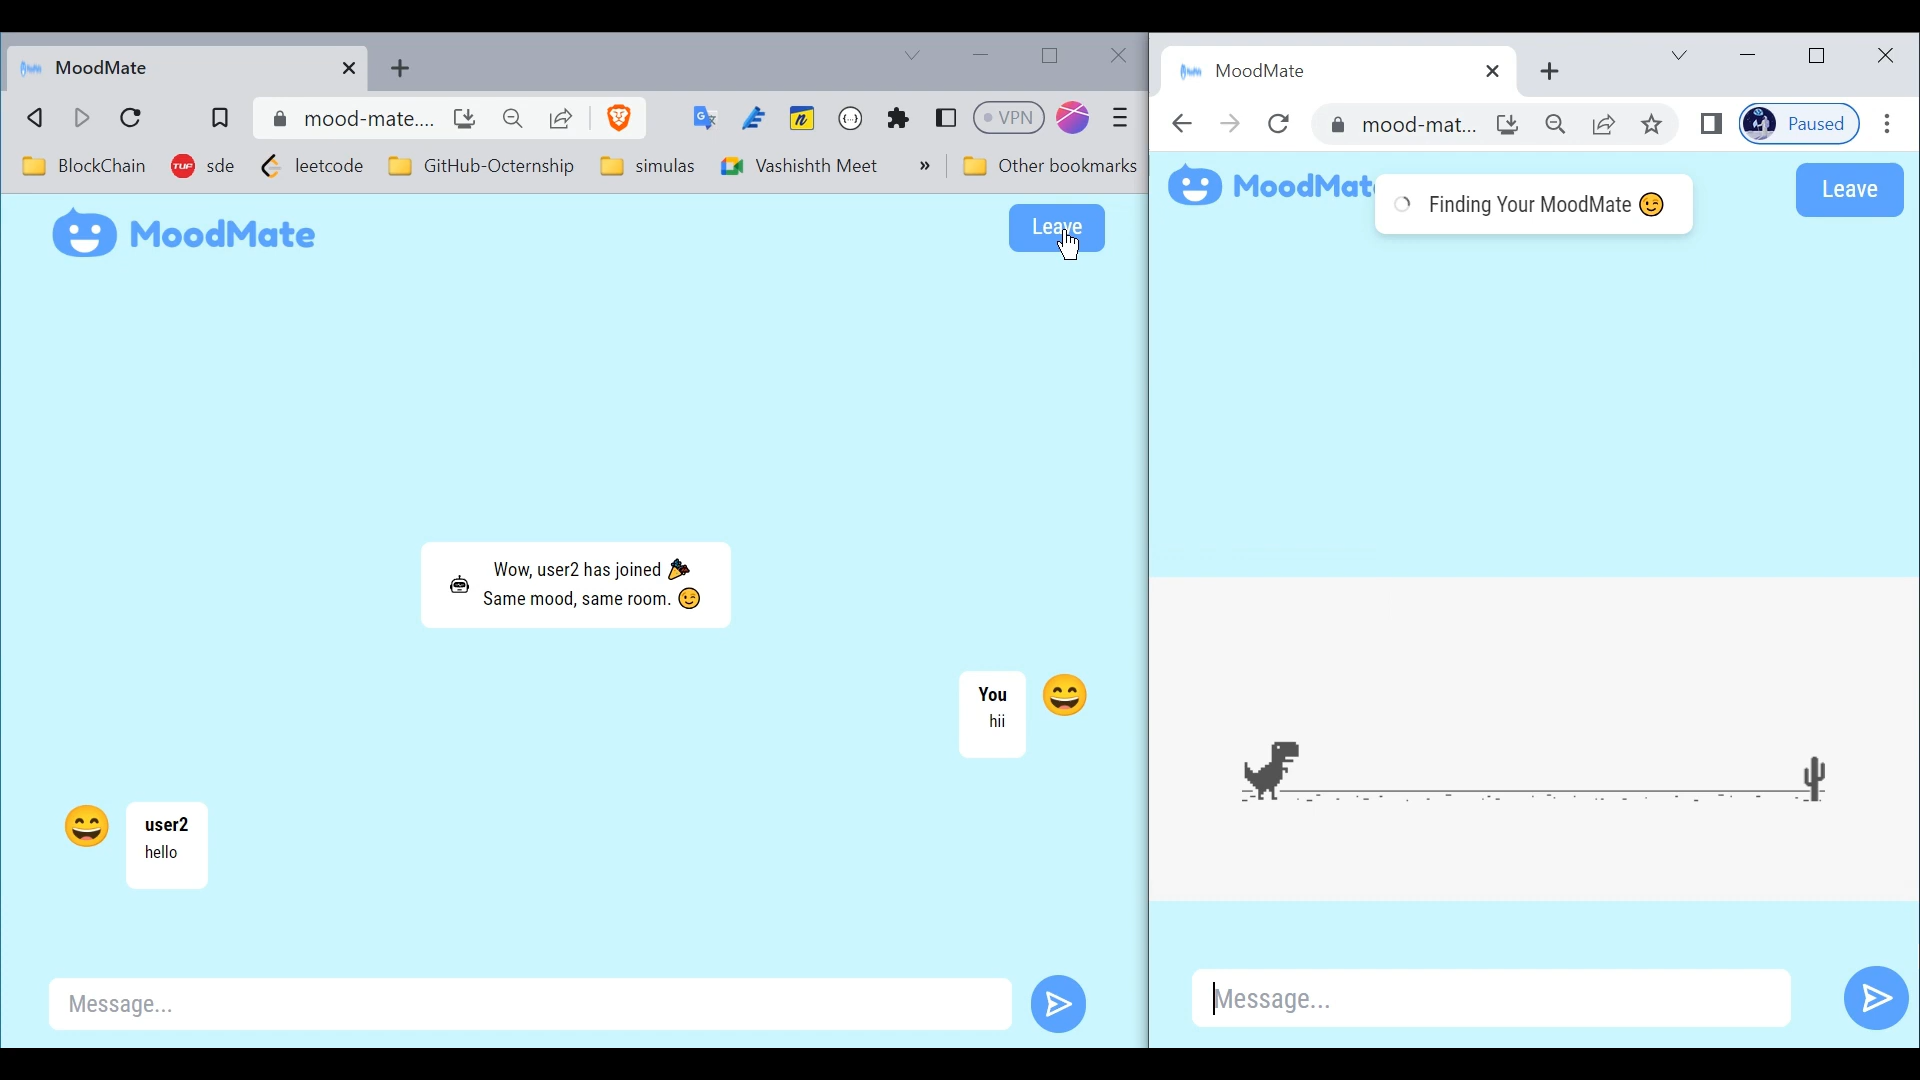 MoodMate
mood-mate....
VPN
BlockChain
sde
leetcode
GitHub-Octernship
simulas
Vashishth Meet
»
Other bookmarks
MoodMate
Leave
Wow, user2 has joined 🎉
Same mood, same room. 😉
You
hii
user2
hello
Message...
MoodMate
mood-mat...
Paused
MoodMat
Finding Your MoodMate 😉
Leave
Message...